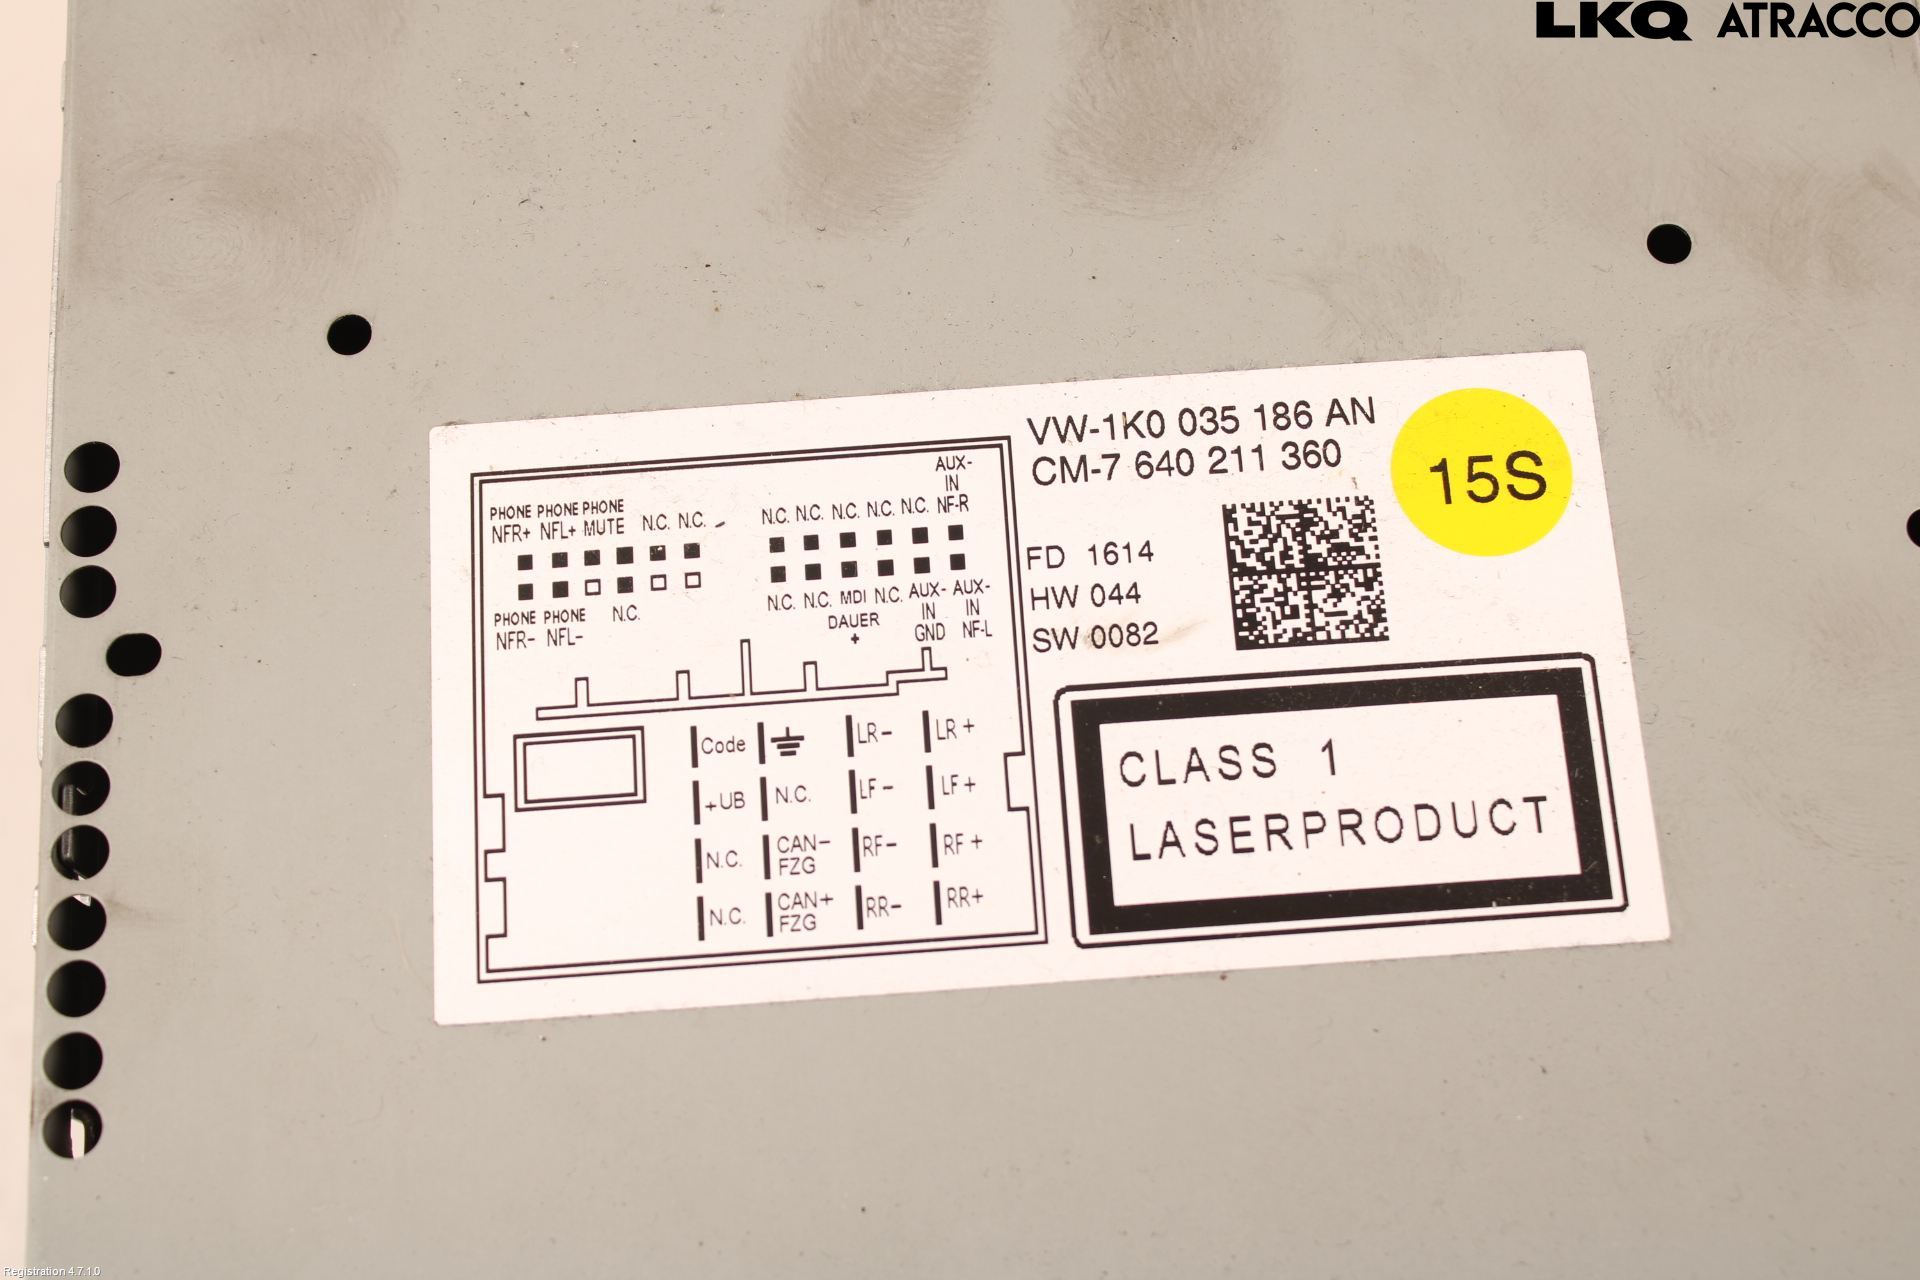 LKQ ATRACCO
VW-1K0 035 186 AN
CM-7 640 211 360
15S
FD 1614
HW 044
SW 0082
CLASS 1
LASERPRODUCT
PHONE PHONE PHONE
NFR+ NFL+ MUTE N.C. N.C.
PHONE PHONE N.C.
NFR- NFL-
AUX-
IN
N.C. N.C. N.C. N.C. N.C. NF-R
N.C. N.C. MDI N.C. AUX- AUX-
DAUER IN IN
+ GND NF-L
Code LR- LR+
+UB N.C. LF- LF+
N.C. CAN- RF- RF+
FZG
N.C. CAN+ RR- RR+
FZG
Registration 4.7.1.0